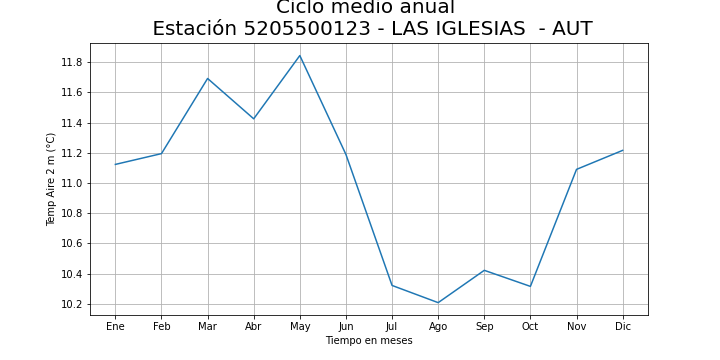 Ciclo medio anual
Estación 5205500123 - LAS IGLESIAS  - AUT
Temp Aire 2 m (°C)
11.8
11.6
11.4
11.2
11.0
10.8
10.6
10.4
10.2
Ene Feb Mar Abr May Jun Jul Ago Sep Oct Nov Dic
Tiempo en meses